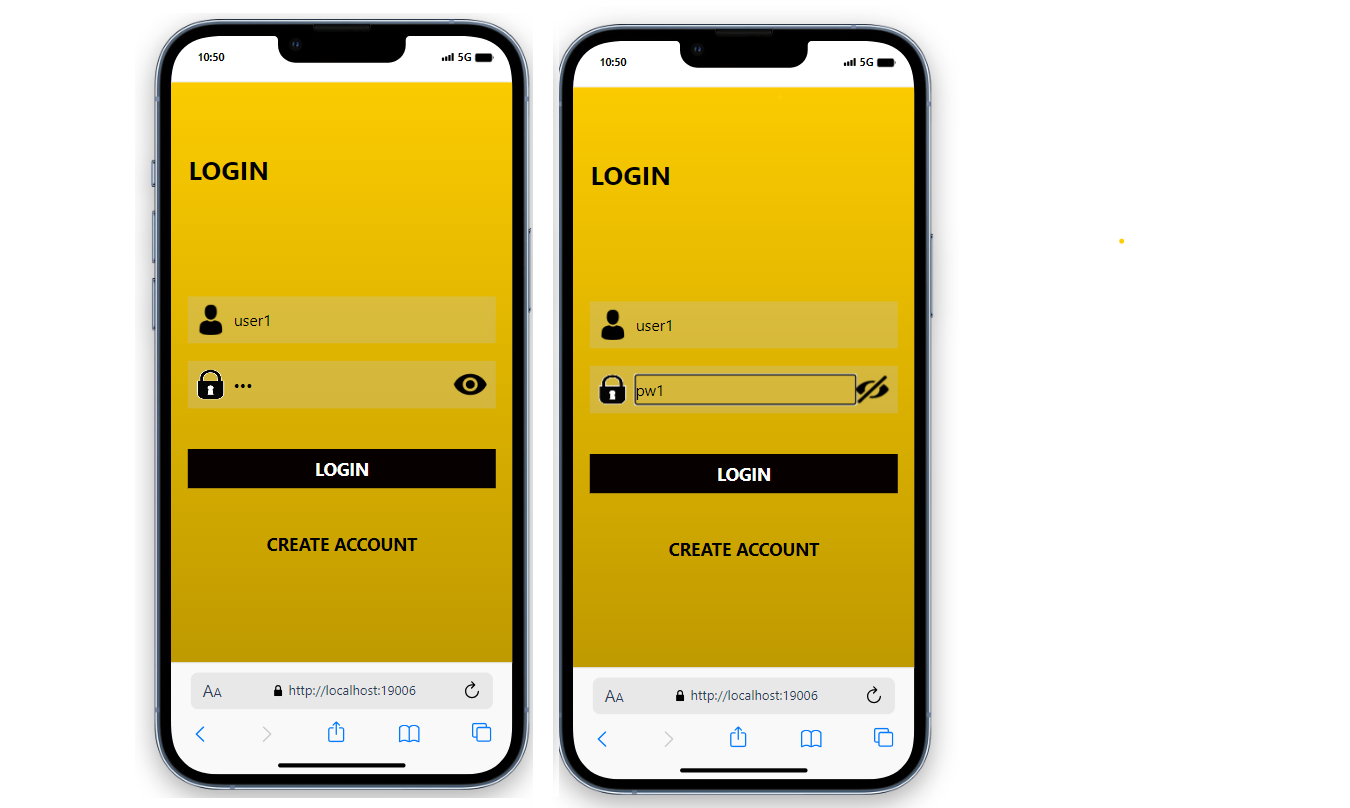 10:50
5G
LOGIN
user1
•••
LOGIN
CREATE ACCOUNT
AA
http://localhost:19006
10:50
5G
LOGIN
user1
pw1
LOGIN
CREATE ACCOUNT
AA
http://localhost:19006